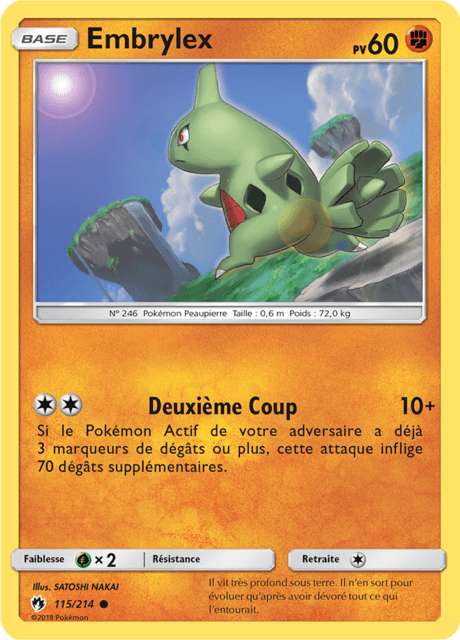 BASE
Embrylex
PV 60
N° 246 Pokémon Peaupierre Taille : 0,6 m Poids : 72,0 kg
Deuxième Coup 10+
Si le Pokémon Actif de votre adversaire a déjà
3 marqueurs de dégâts ou plus, cette attaque inflige
70 dégâts supplémentaires.
Faiblesse ×2 Résistance Retraite
Illus. SATOSHI NAKAI
115/214
©2018 Pokémon
Il vit très profond sous terre. Il n'en sort pour
évoluer qu'après avoir dévoré tout ce qui
l'entourait.